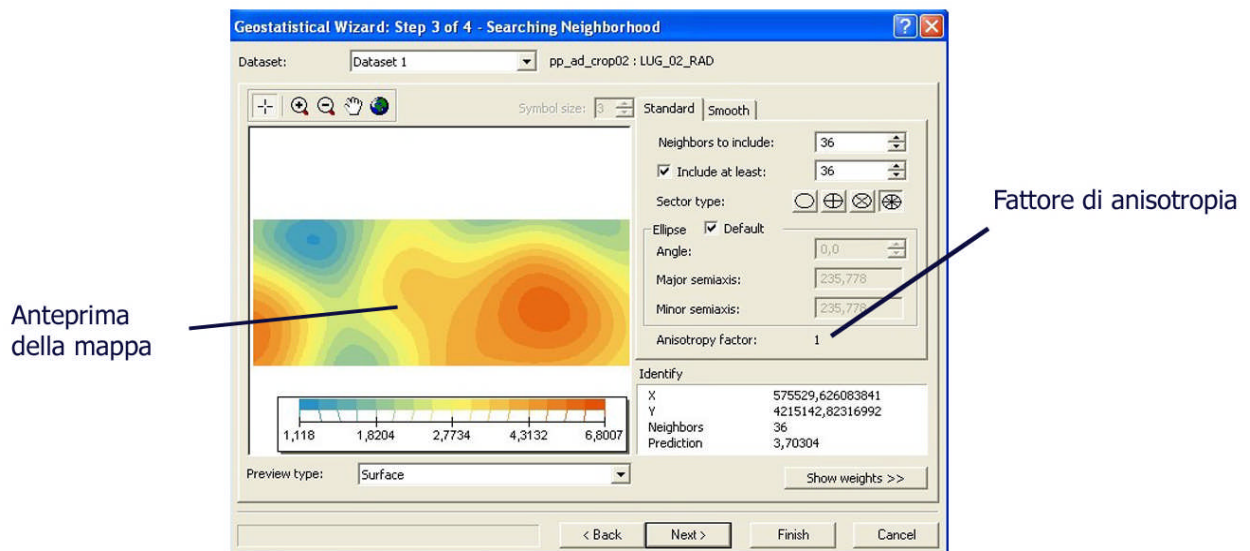 Geostatistical Wizard: Step 3 of 4 - Searching Neighborhood
Dataset: Dataset 1 pp_ad_crop02 : LUG_02_RAD
Symbol size: 3
Standard Smooth
Neighbors to include: 36
Include at least: 36
Sector type:
Ellipse Default
Angle: 0,0
Major semiaxis: 235,778
Minor semiaxis: 235,778
Anisotropy factor: 1
Fattore di anisotropia
Anteprima
della mappa
1,118 1,8204 2,7734 4,3132 6,8007
Identify
X 575529,626083841
Y 4215142,82316992
Neighbors 36
Prediction 3,70304
Preview type: Surface
Show weights >>
< Back Next > Finish Cancel